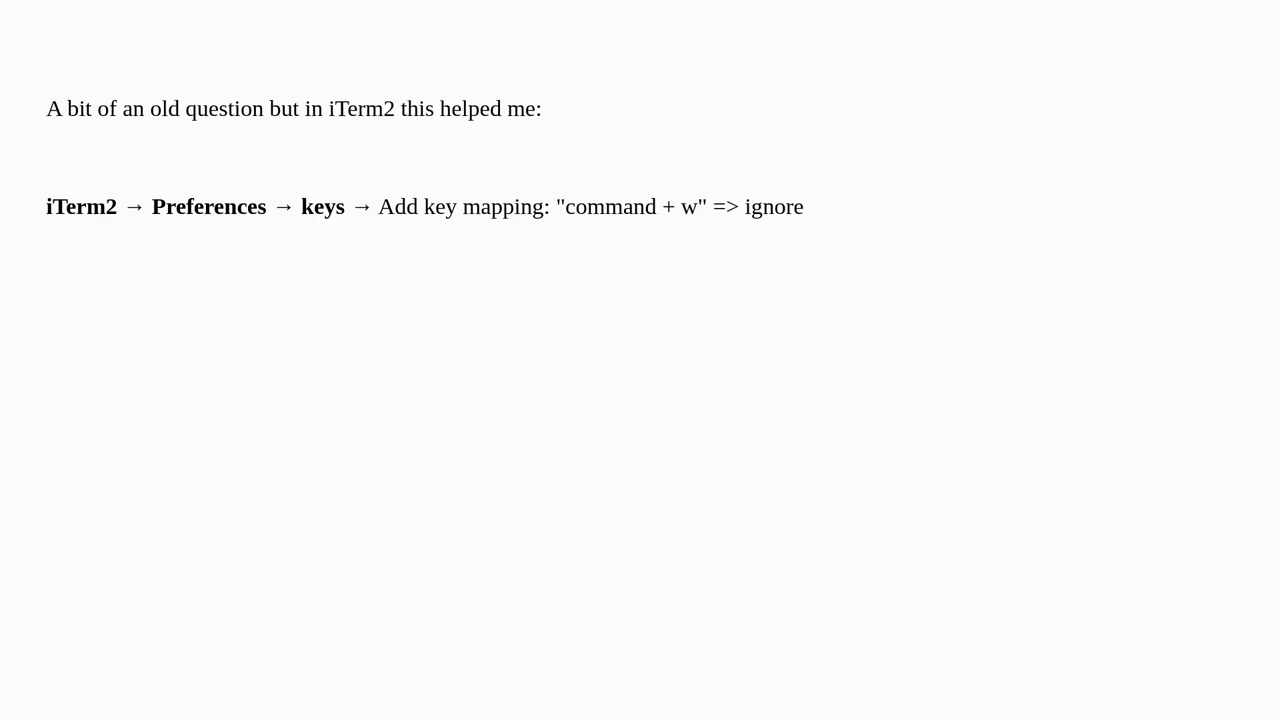 A bit of an old question but in iTerm2 this helped me:
iTerm2 → Preferences → keys → Add key mapping: "command + w" => ignore